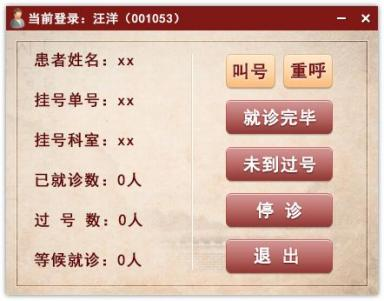 当前登录：汪洋（001053）
患者姓名：xx
挂号单号：xx
挂号科室：xx
已就诊数：0人
过 号 数：0人
等候就诊：0人
叫号 重呼
就诊完毕
未到过号
停 诊
退 出